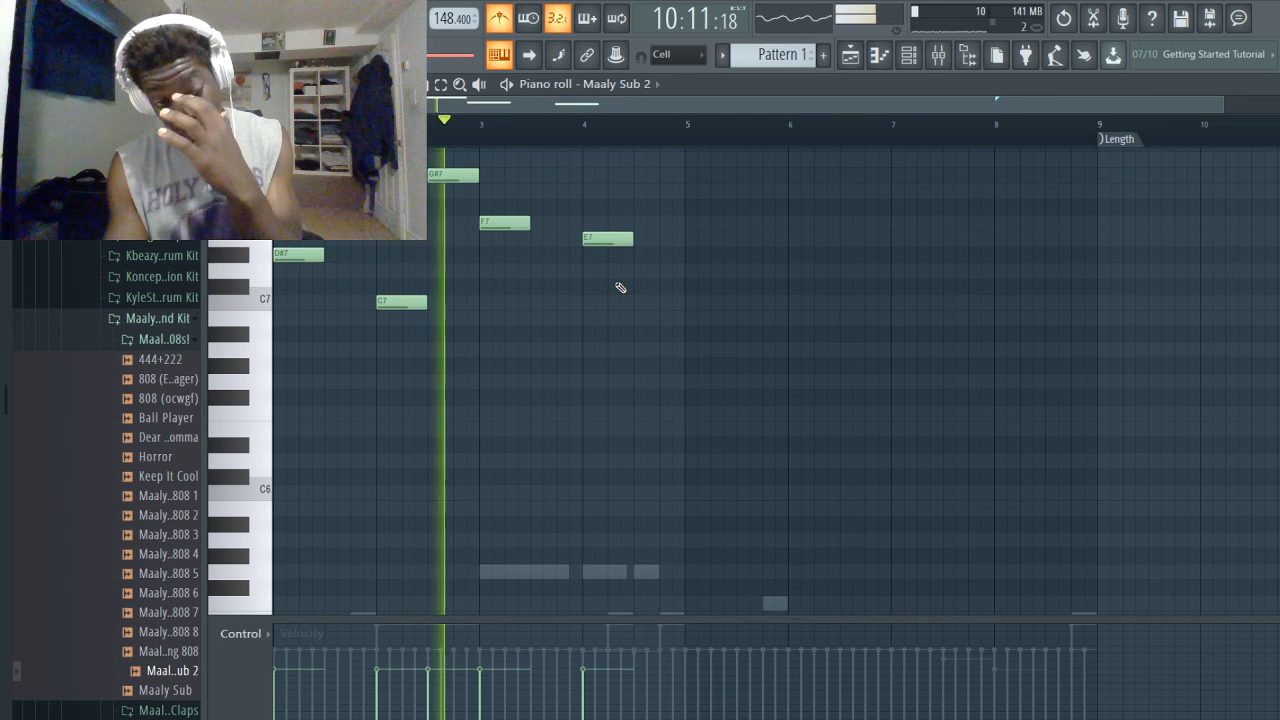 148.400
3.2:
10:11:18
B:S:T
10
141 MB
2
Cell
Pattern 1
+
07/10 Getting Started Tutorial
Piano roll - Maaly Sub 2
3 4 5 6 7 8 9 10
Length
G#7
F7
E7
D#7
C7
C7
C6
HOLY
Kbeazy..rum Kit
Koncep..ion Kit
KyleSt..rum Kit
Maaly..nd Kit
Maal..08s!
444+222
808 (E..ager)
808 (ocwgf)
Ball Player
Dear ..omma
Horror
Keep It Cool
Maaly..808 1
Maaly..808 2
Maaly..808 3
Maaly..808 4
Maaly..808 5
Maaly..808 6
Maaly..808 7
Maaly..808 8
Maal..ng 808
Maal..ub 2
Maaly Sub
Maal..Claps
Control
Velocity